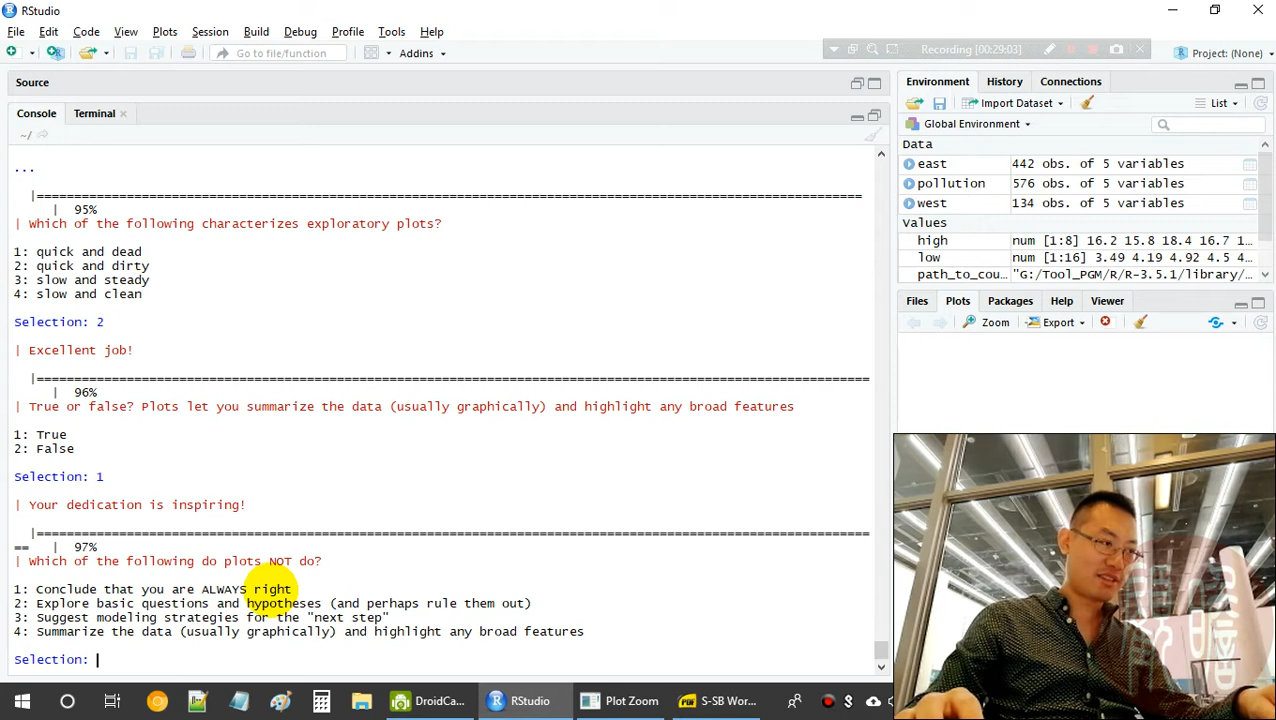 RStudio
File Edit Code View Plots Session Build Debug Profile Tools Help
Go to file/function
Addins
Recording [00:29:03]
Project: (None)
Source
Console Terminal
~/
...
|==============================================================================================================
| 95%
| Which of the following characterizes exploratory plots?
1: quick and dead
2: quick and dirty
3: slow and steady
4: slow and clean
Selection: 2
| Excellent job!
|===============================================================================================================
| 96%
| True or false? Plots let you summarize the data (usually graphically) and highlight any broad features
1: True
2: False
Selection: 1
| Your dedication is inspiring!
|===============================================================================================================
== | 97%
| Which of the following do plots NOT do?
1: Conclude that you are ALWAYS right
2: Explore basic questions and hypotheses (and perhaps rule them out)
3: Suggest modeling strategies for the "next step"
4: Summarize the data (usually graphically) and highlight any broad features
Selection:
Environment History Connections
Import Dataset
List
Global Environment
Data
east 442 obs. of 5 variables
pollution 576 obs. of 5 variables
west 134 obs. of 5 variables
Values
high num [1:8] 16.2 15.8 18.4 16.7 1…
low num [1:16] 3.49 4.19 4.92 4.5 4…
path_to_cou… "G:/Tool_PGM/R/R-3.5.1/library/…
Files Plots Packages Help Viewer
Zoom Export
DroidCa...
RStudio
Plot Zoom
S-SB Wor...